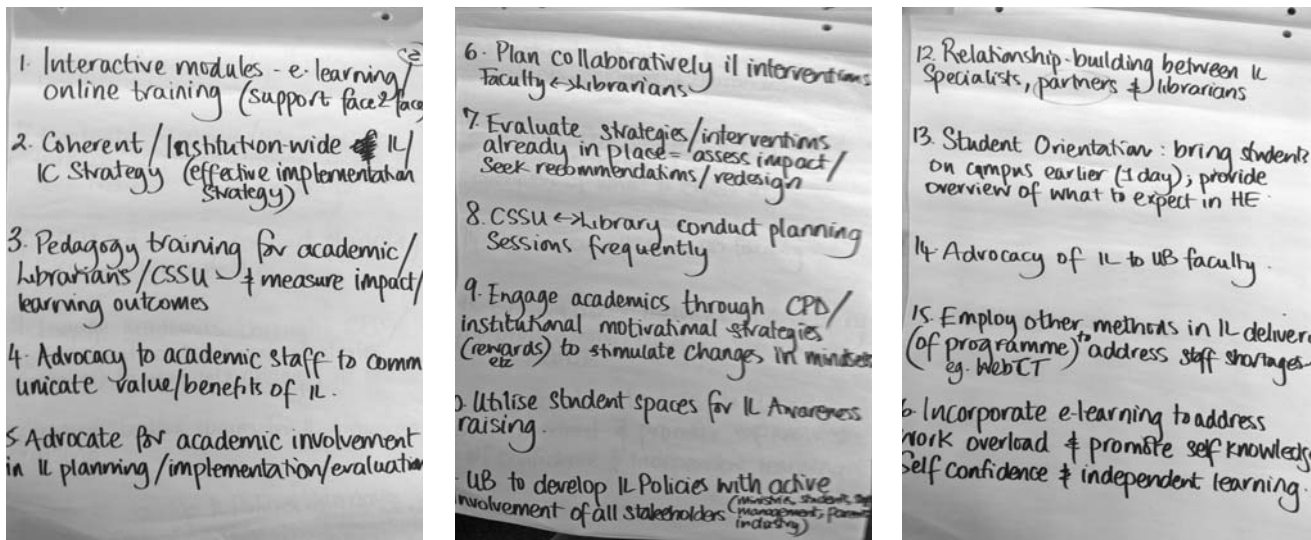 1. Interactive modules - e-learning/
online training (support face2face
2. Coherent/Institution-wide IL/
IC Strategy (effective implementation
Strategy)
3. Pedagogy training for academic/
Librarians/CSSU & measure impact/
learning outcomes
4. Advocacy to academic staff to comm
unicate value/benefits of IL.
5. Advocate for academic involvement
in IL planning/implementation/evaluation
6. Plan collaboratively il interventions
Faculty ↔ Librarians
7. Evaluate strategies/interventions
already in place = assess impact/
Seek recommendations/redesign
8. CSSU ↔ Library conduct planning
Sessions frequently
9. Engage academics through CPD/
institutional motivational strategies
(rewards) to stimulate changes in mindset
etc
Utilise student spaces for IL Awareness
raising.
UB to develop IL Policies with active
involvement of all stakeholders (ministries, students,
management, parents
industry)
12. Relationship-building between IL
Specialists, partners & librarians
13. Student Orientation: bring students
on campus earlier (1 day); provide
overview of what to expect in HE.
14. Advocacy of IL to UB faculty.
15. Employ other methods in IL delivery
(of programme) to address staff shortages
eg. WebCT
6. Incorporate e-learning to address
work overload & promote self knowledge
Self confidence & independent learning.